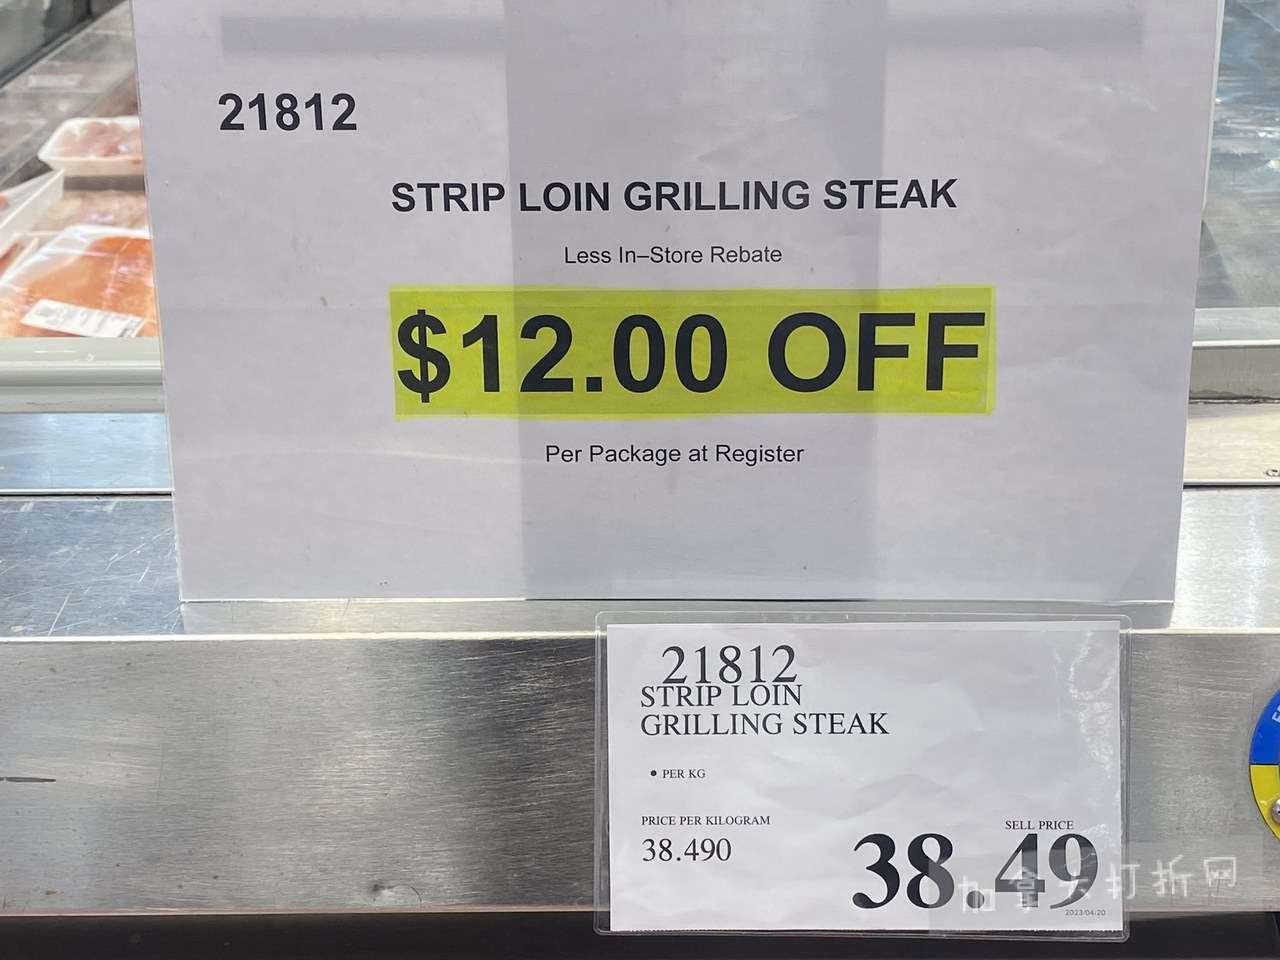 21812
STRIP LOIN GRILLING STEAK
Less In–Store Rebate
$12.00 OFF
Per Package at Register
21812
STRIP LOIN
GRILLING STEAK
• PER KG
PRICE PER KILOGRAM
38.490
SELL PRICE
38.49
2023/04/20
加拿大打折网